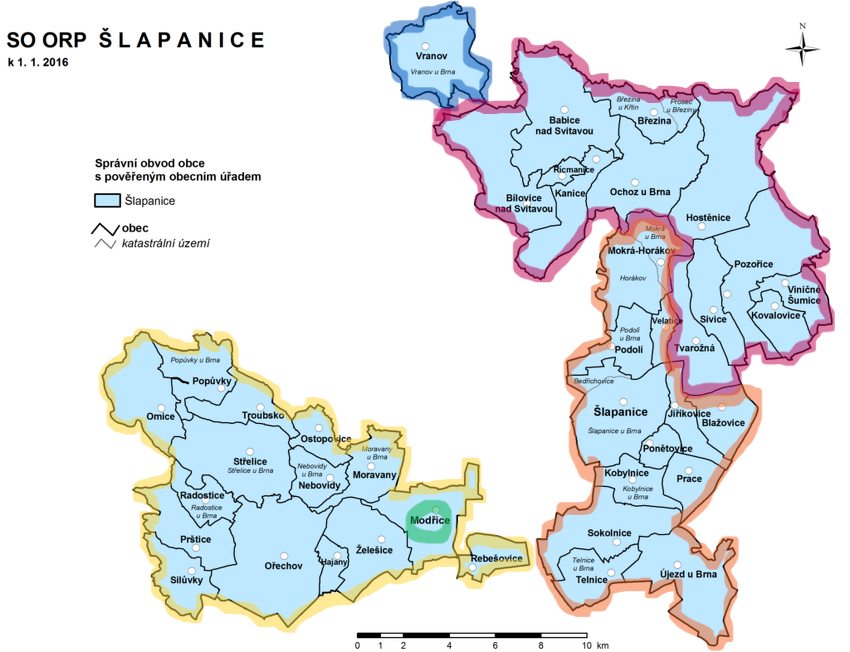 SO ORP ŠLAPANICE
k 1. 1. 2016
N
Správní obvod obce
s pověřeným obecním úřadem
Šlapanice
obec
katastrální území
Vranov
Vranov u Brna
Babice
nad Svitavou
Březina
u Křtin
Proseč
u Březiny
Březina
Řícmanice
Kanice
Ochoz u Brna
Bílovice
nad Svitavou
Hostěnice
Mokrá
u Brna
Mokrá-Horákov
Horákov
Pozořice
Viničné
Šumice
Kovalovice
Sivice
Velatice
Tvarožná
Podolí
u Brna
Podolí
Bedřichovice
Šlapanice
Šlapanice u Brna
Jiříkovice
Blažovice
Ponětovice
Kobylnice
Kobylnice
u Brna
Prace
Sokolnice
Telnice
u Brna
Telnice
Újezd u Brna
Popůvky u Brna
Popůvky
Omice
Troubsko
Ostopovice
Moravany
u Brna
Moravany
Střelice
Střelice u Brna
Nebovidy
u Brna
Nebovidy
Radostice
Radostice
u Brna
Modřice
Prštice
Ořechov
Hajany
Želešice
Rebešovice
Silůvky
0 1 2 4 6 8 10 km